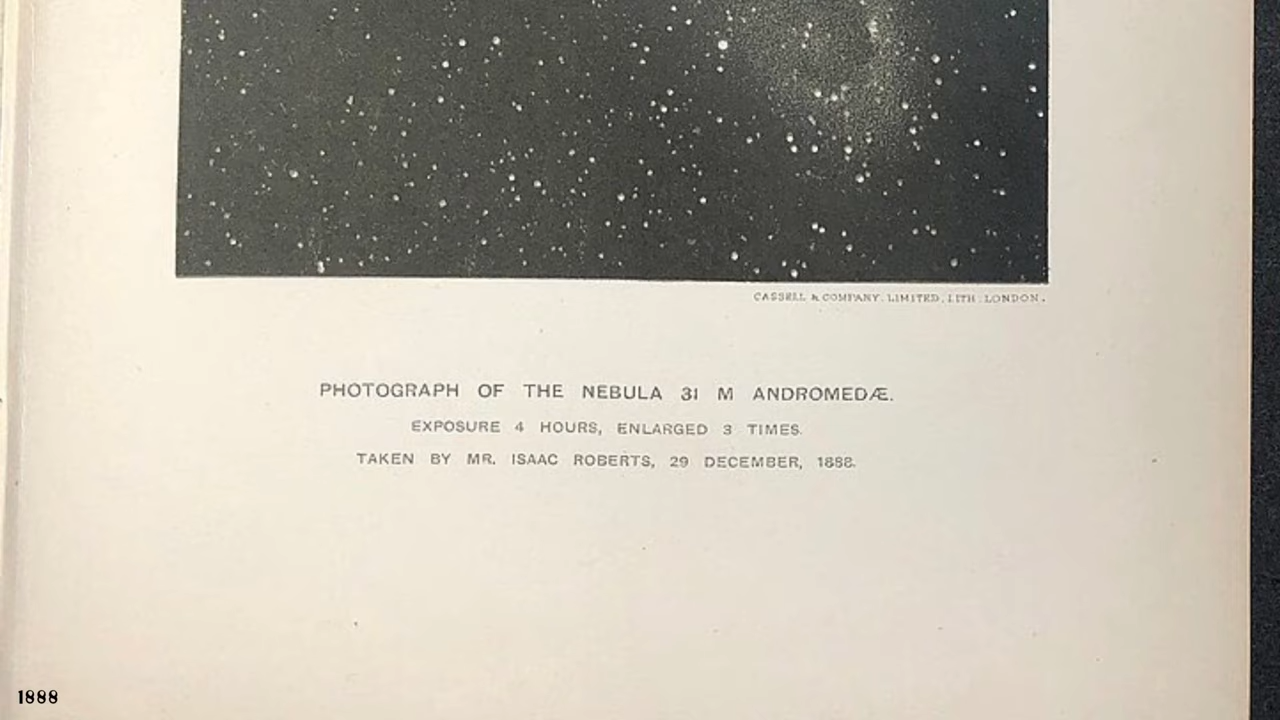 CASSELL & COMPANY, LIMITED, LITH. LONDON.
PHOTOGRAPH OF THE NEBULA 31 M ANDROMEDÆ.
EXPOSURE 4 HOURS, ENLARGED 3 TIMES.
TAKEN BY MR. ISAAC ROBERTS, 29 DECEMBER, 1888.
1888